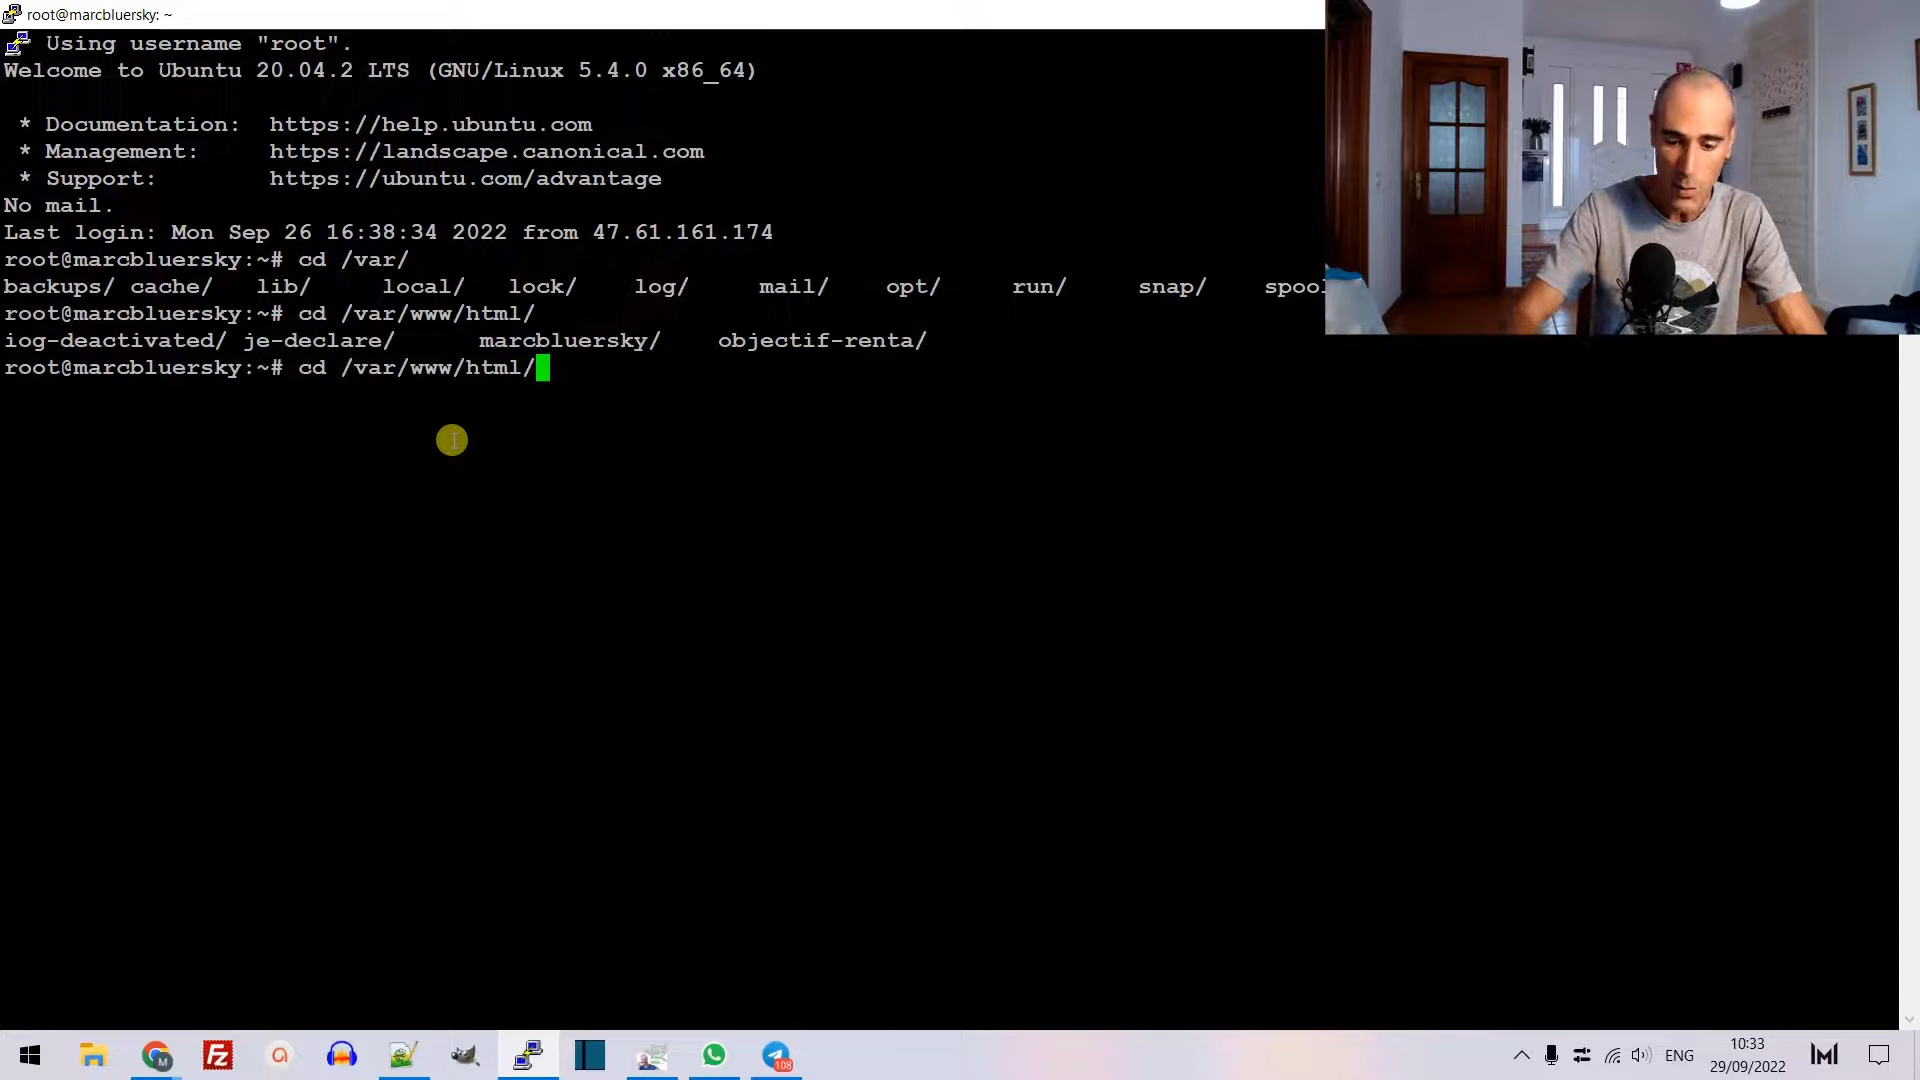 root@marcbluersky: ~
Using username "root".
Welcome to Ubuntu 20.04.2 LTS (GNU/Linux 5.4.0 x86_64)
* Documentation: https://help.ubuntu.com
* Management: https://landscape.canonical.com
* Support: https://ubuntu.com/advantage
No mail.
Last login: Mon Sep 26 16:38:34 2022 from 47.61.161.174
root@marcbluersky:~# cd /var/
backups/ cache/ lib/ local/ lock/ log/ mail/ opt/ run/ snap/ spool
root@marcbluersky:~# cd /var/www/html/
iog-deactivated/ je-declare/ marcbluersky/ objectif-renta/
root@marcbluersky:~# cd /var/www/html/
108
ENG
10:33
29/09/2022